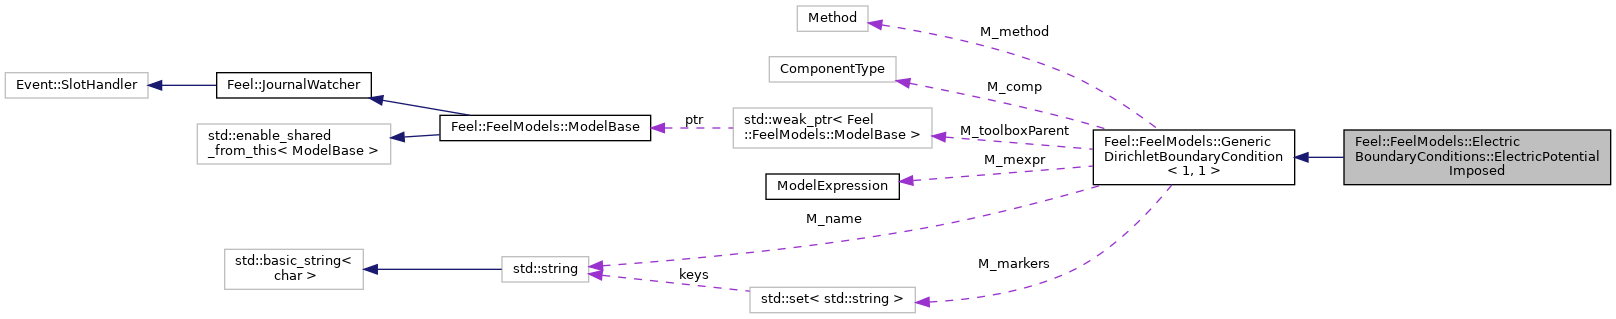 Method
M_method
ComponentType
M_comp
Event::SlotHandler
Feel::JournalWatcher
std::enable_shared
_from_this< ModelBase >
Feel::FeelModels::ModelBase
ptr
std::weak_ptr< Feel
::FeelModels::ModelBase >
M_toolboxParent
M_mexpr
ModelExpression
Feel::FeelModels::Generic
DirichletBoundaryCondition
< 1, 1 >
Feel::FeelModels::Electric
BoundaryConditions::ElectricPotential
Imposed
M_name
std::basic_string<
char >
std::string
keys
M_markers
std::set< std::string >